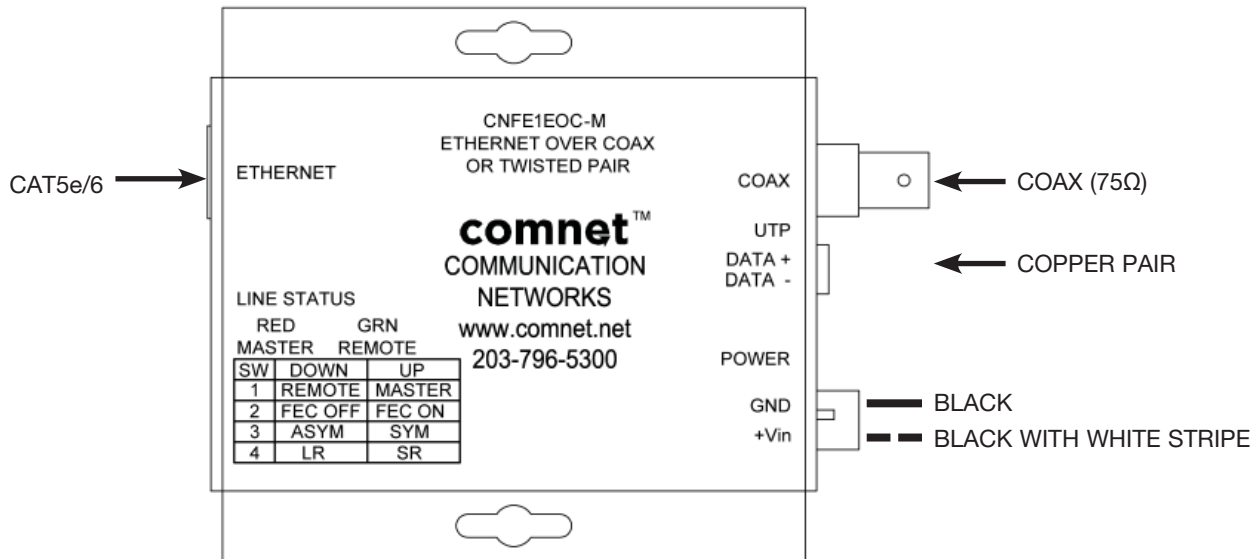 CNFE1EOC-M
ETHERNET OVER COAX
OR TWISTED PAIR
CAT5e/6
ETHERNET
COAX
COAX (75Ω)
comnet™
COMMUNICATION
NETWORKS
www.comnet.net
203-796-5300
UTP
DATA +
DATA -
COPPER PAIR
LINE STATUS
RED GRN
MASTER REMOTE
SW DOWN UP
1 REMOTE MASTER
2 FEC OFF FEC ON
3 ASYM SYM
4 LR SR
POWER
GND
BLACK
+Vin
BLACK WITH WHITE STRIPE